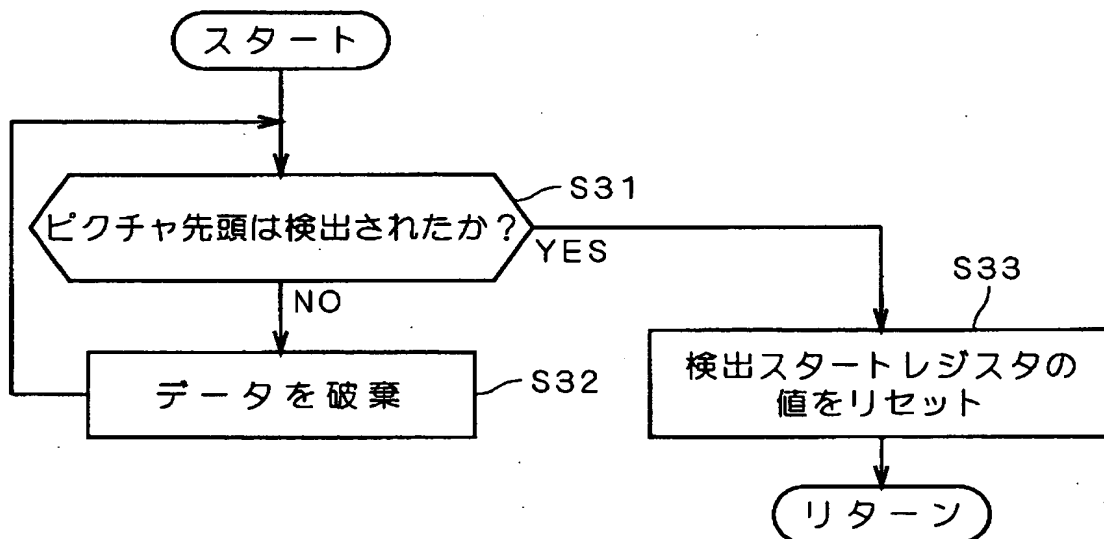 スタート
ピクチャ先頭は検出されたか?
S31
YES
NO
データを破棄
S32
S33
検出スタートレジスタの
値をリセット
リターン